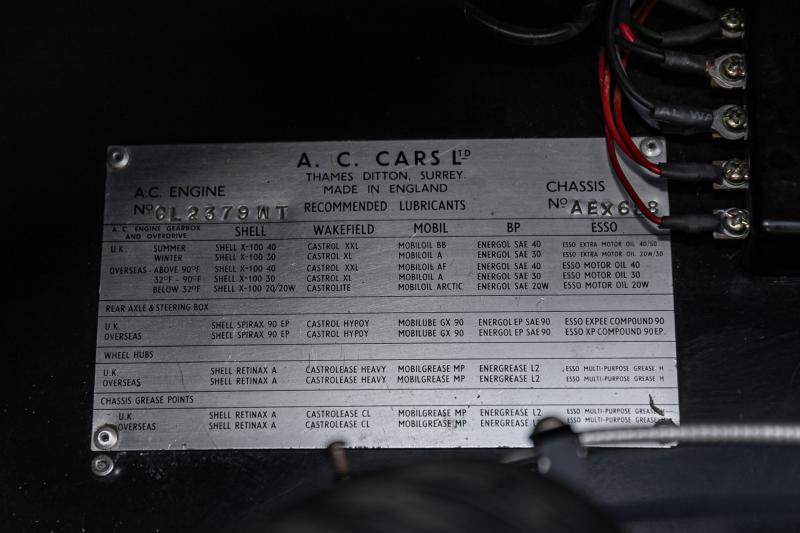 A. C. CARS LTD
THAMES DITTON, SURREY.
MADE IN ENGLAND
A.C. ENGINE
No CL2379WT
RECOMMENDED LUBRICANTS
CHASSIS
No AEX688
A.C. ENGINE GEARBOX AND OVERDRIVE SHELL WAKEFIELD MOBIL BP ESSO
U.K SUMMER SHELL X-100 40 CASTROL XXL MOBILOIL BB ENERGOL SAE 40 ESSO EXTRA MOTOR OIL 40/50
WINTER SHELL X-100 30 CASTROL XL MOBILOIL A ENERGOL SAE 30 ESSO EXTRA MOTOR OIL 20W/30
OVERSEAS - ABOVE 90°F SHELL X-100 40 CASTROL XXL MOBILOIL AF ENERGOL SAE 40 ESSO MOTOR OIL 40
32°F - 90°F SHELL X-100 30 CASTROL XL MOBILOIL A ENERGOL SAE 30 ESSO MOTOR OIL 30
BELOW 32°F SHELL X-100 20/20W CASTROLITE MOBILOIL ARCTIC ENERGOL SAE 20W ESSO MOTOR OIL 20W
REAR AXLE & STEERING BOX
U.K. SHELL SPIRAX 90 EP CASTROL HYPOY MOBILUBE GX 90 ENERGOL EP SAE 90 ESSO EXPEE COMPOUND 90
OVERSEAS SHELL SPIRAX 90 EP CASTROL HYPOY MOBILUBE GX 90 ENERGOL EP SAE 90 ESSO XP COMPOUND 90EP.
WHEEL HUBS
U.K. SHELL RETINAX A CASTROLEASE HEAVY MOBILGREASE MP ENERGREASE L2 ESSO MULTI-PURPOSE GREASE H
OVERSEAS SHELL RETINAX A CASTROLEASE HEAVY MOBILGREASE MP ENERGREASE L2 ESSO MULTI-PURPOSE GREASE H
CHASSIS GREASE POINTS
U.K. SHELL RETINAX A CASTROLEASE CL MOBILGREASE MP ENERGREASE L2 ESSO MULTI-PURPOSE GREASE
OVERSEAS SHELL RETINAX A CASTROLEASE CL MOBILGREASE MP ENERGREASE L2 ESSO MULTI-PURPOSE GREASE